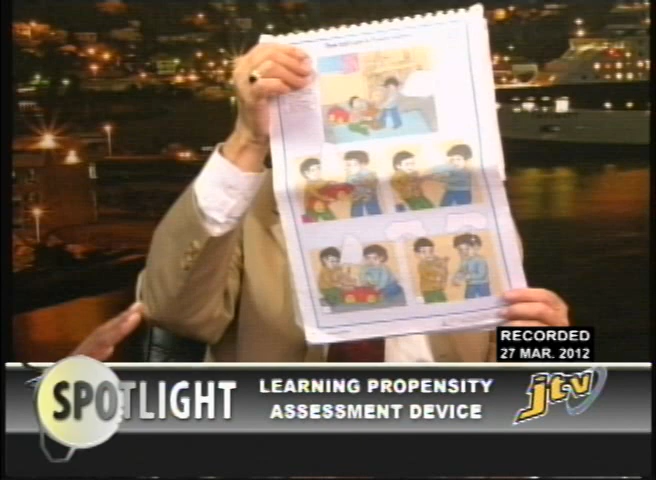 RECORDED
27 MAR. 2012
SPOTLIGHT
LEARNING PROPENSITY
ASSESSMENT DEVICE
jtv